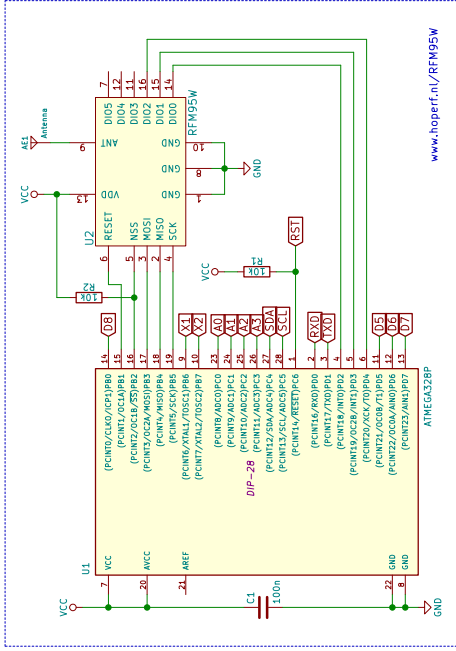 www.hoperf.nl/RFM95W
AE1
Antenna
7
12
11
16
15
14
DIO5
DIO4
DIO3
DIO2
DIO1
DIO0
RFM95W
9
ANT
GND
10
GND
8
GND
VCC
13
VDD
GND
1
U2
RESET
NSS
MOSI
MISO
SCK
6
5
3
2
4
R2
10k
VCC
R1
10k
RST
D8
X1
X2
A0
A1
A2
A3
SDA
SCL
RXD
TXD
D5
D6
D7
14
15
16
17
18
19
9
10
23
24
25
26
27
28
1
2
3
4
5
6
11
12
13
(PCINT0/CLKO/ICP1)PB0
(PCINT1/OC1A)PB1
(PCINT2/OC1B/SS)PB2
(PCINT3/OC2A/MOSI)PB3
(PCINT4/MISO)PB4
(PCINT5/SCK)PB5
(PCINT6/XTAL1/TOSC1)PB6
(PCINT7/XTAL2/TOSC2)PB7
(PCINT8/ADC0)PC0
(PCINT9/ADC1)PC1
(PCINT10/ADC2)PC2
(PCINT11/ADC3)PC3
(PCINT12/SDA/ADC4)PC4
(PCINT13/SCL/ADC5)PC5
(PCINT14/RESET)PC6
(PCINT16/RXD)PD0
(PCINT17/TXD)PD1
(PCINT18/INT0)PD2
(PCINT19/OC2B/INT1)PD3
(PCINT20/XCK/T0)PD4
(PCINT21/OC0B/T1)PD5
(PCINT22/OC0A/AIN0)PD6
(PCINT23/AIN1)PD7
ATMEGA328P
DIP-28
U1
VCC
AVCC
AREF
GND
GND
7
20
21
22
8
VCC
C1
100n
GND